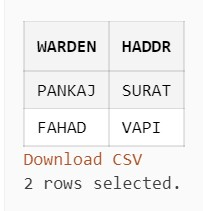 WARDEN HADDR
PANKAJ SURAT
FAHAD VAPI
Download CSV
2 rows selected.